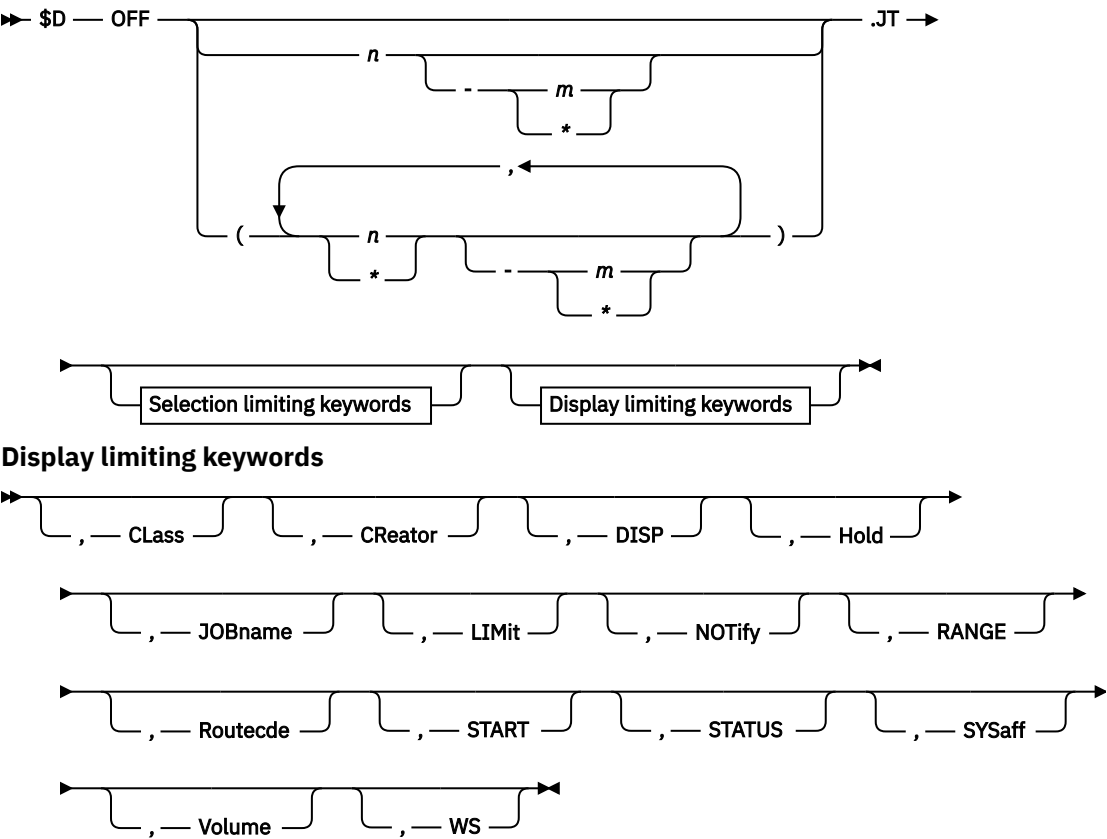 $D OFF .JT
n
- m
*
,
( n )
*
- m
*
Selection limiting keywords Display limiting keywords
Display limiting keywords
, CLass , CReator , DISP , Hold
, JOBname , LIMit , NOTify , RANGE
, Routecde , START , STATUS , SYSaff
, Volume , WS